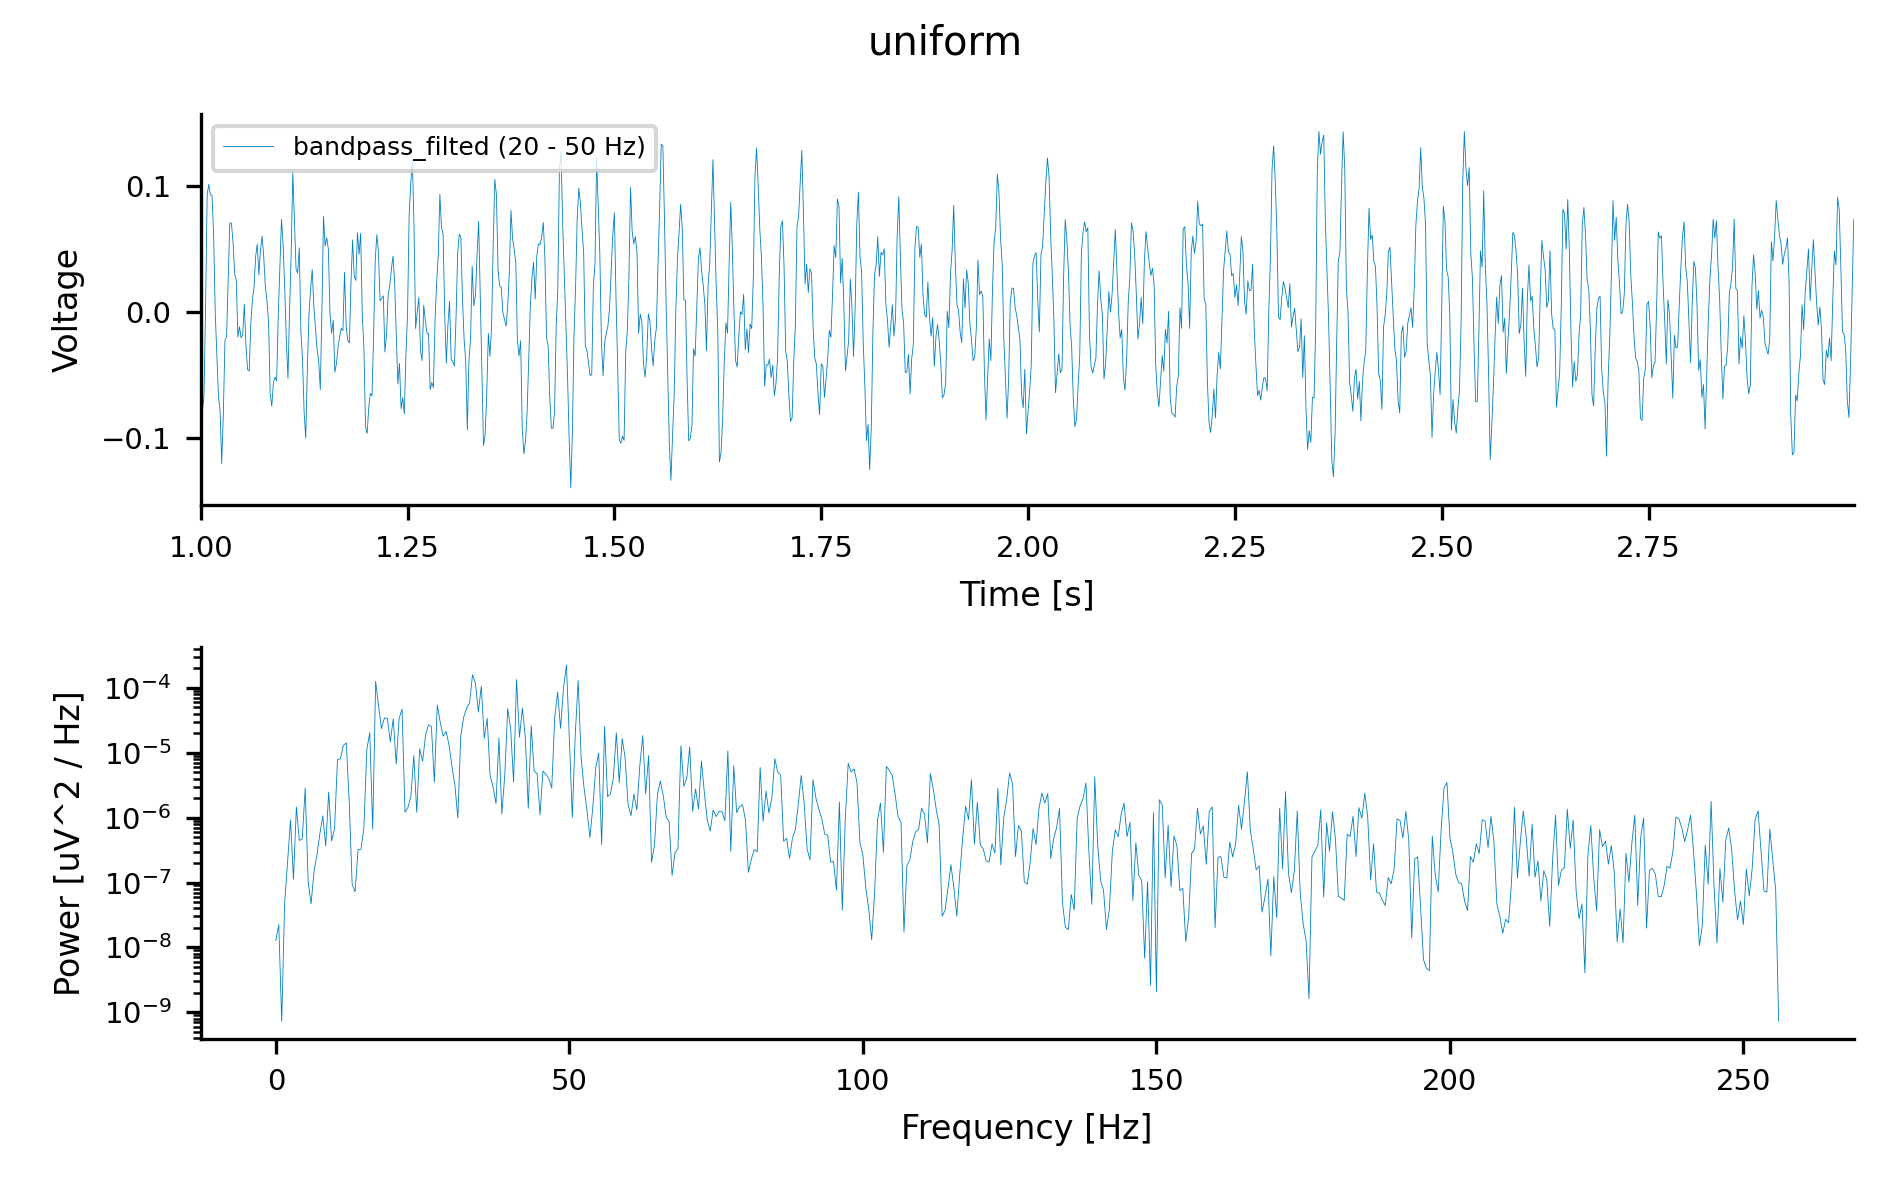 uniform
bandpass_filted (20 - 50 Hz)
0.1
0.0
−0.1
Voltage
1.00 1.25 1.50 1.75 2.00 2.25 2.50 2.75
Time [s]
10⁻⁴
10⁻⁵
10⁻⁶
10⁻⁷
10⁻⁸
10⁻⁹
Power [uV^2 / Hz]
0 50 100 150 200 250
Frequency [Hz]